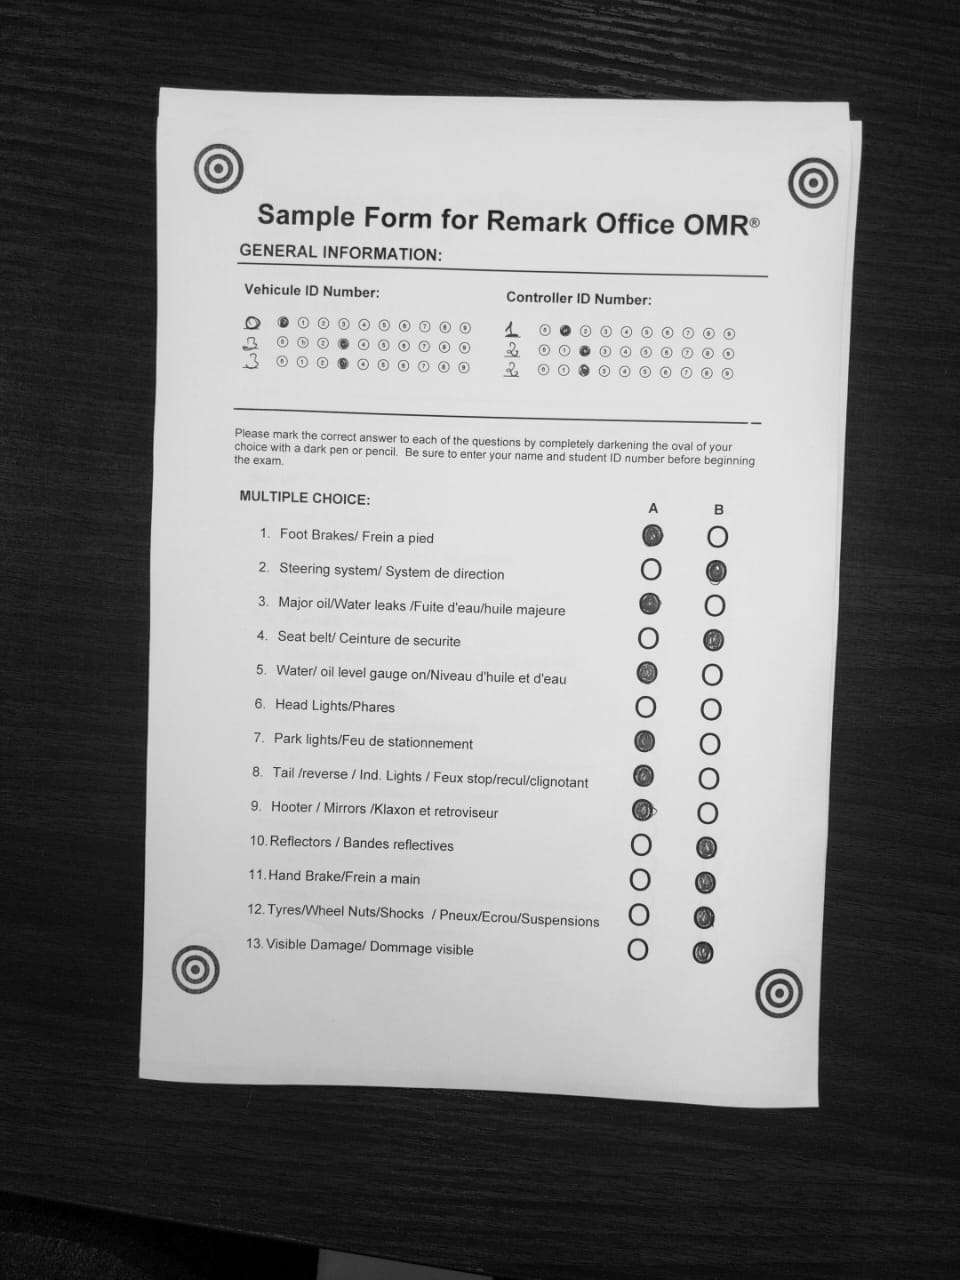 Sample Form for Remark Office OMR®
GENERAL INFORMATION:
Vehicule ID Number:
0 0 1 2 3 4 5 6 7 8 9
3 0 1 2 3 4 5 6 7 8 9
3 0 1 2 3 4 5 6 7 8 9
Controller ID Number:
1 0 1 2 3 4 5 6 7 8 9
2 0 1 2 3 4 5 6 7 8 9
2 0 1 2 3 4 5 6 7 8 9
Please mark the correct answer to each of the questions by completely darkening the oval of your
choice with a dark pen or pencil. Be sure to enter your name and student ID number before beginning
the exam.
MULTIPLE CHOICE:
A B
1. Foot Brakes/ Frein a pied
2. Steering system/ System de direction
3. Major oil/Water leaks /Fuite d'eau/huile majeure
4. Seat belt/ Ceinture de securite
5. Water/ oil level gauge on/Niveau d'huile et d'eau
6. Head Lights/Phares
7. Park lights/Feu de stationnement
8. Tail /reverse / Ind. Lights / Feux stop/recul/clignotant
9. Hooter / Mirrors /Klaxon et retroviseur
10. Reflectors / Bandes reflectives
11. Hand Brake/Frein a main
12. Tyres/Wheel Nuts/Shocks / Pneux/Ecrou/Suspensions
13. Visible Damage/ Dommage visible